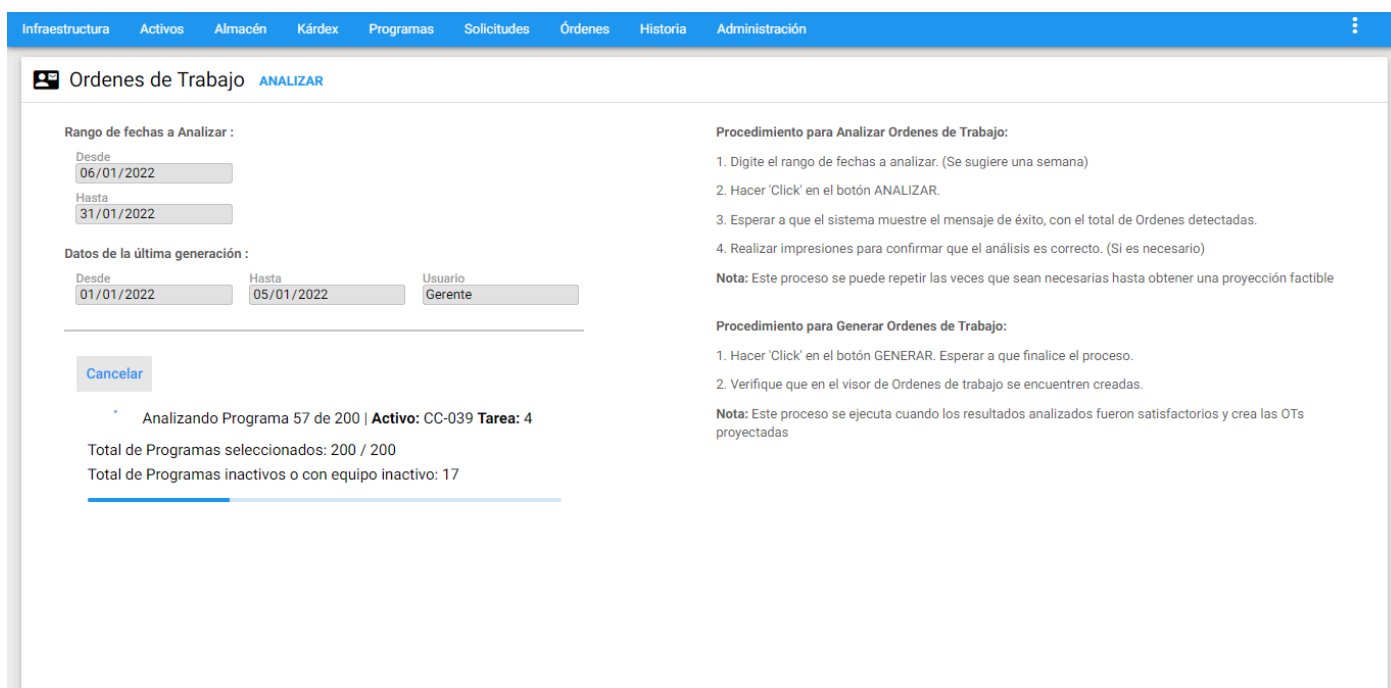 Infraestructura Activos Almacén Kárdex Programas Solicitudes Órdenes Historia Administración
Ordenes de Trabajo ANALIZAR
Rango de fechas a Analizar :
Desde
06/01/2022
Hasta
31/01/2022
Datos de la última generación :
Desde Hasta Usuario
01/01/2022 05/01/2022 Gerente
Cancelar
Analizando Programa 57 de 200 | Activo: CC-039 Tarea: 4
Total de Programas seleccionados: 200 / 200
Total de Programas inactivos o con equipo inactivo: 17
Procedimiento para Analizar Ordenes de Trabajo:
1. Digite el rango de fechas a analizar. (Se sugiere una semana)
2. Hacer 'Click' en el botón ANALIZAR.
3. Esperar a que el sistema muestre el mensaje de éxito, con el total de Ordenes detectadas.
4. Realizar impresiones para confirmar que el análisis es correcto. (Si es necesario)
Nota: Este proceso se puede repetir las veces que sean necesarias hasta obtener una proyección factible
Procedimiento para Generar Ordenes de Trabajo:
1. Hacer 'Click' en el botón GENERAR. Esperar a que finalice el proceso.
2. Verifique que en el visor de Ordenes de trabajo se encuentren creadas.
Nota: Este proceso se ejecuta cuando los resultados analizados fueron satisfactorios y crea las OTs
proyectadas